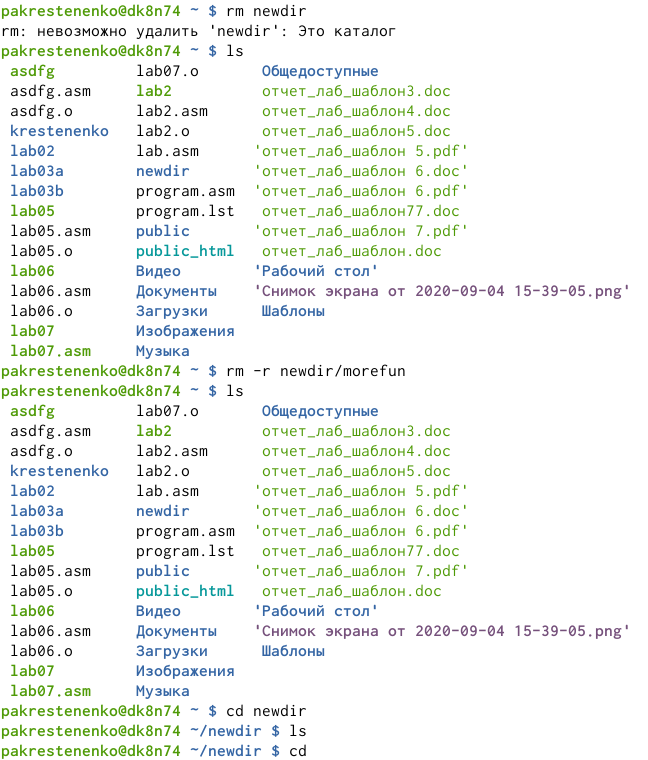 pakrestenenko@dk8n74 ~ $ rm newdir
rm: невозможно удалить 'newdir': Это каталог
pakrestenenko@dk8n74 ~ $ ls
asdfg lab07.o Общедоступные
asdfg.asm lab2 отчет_лаб_шаблон3.doc
asdfg.o lab2.asm отчет_лаб_шаблон4.doc
krestenenko lab2.o отчет_лаб_шаблон5.doc
lab02 lab.asm 'отчет_лаб_шаблон 5.pdf'
lab03a newdir 'отчет_лаб_шаблон 6.doc'
lab03b program.asm 'отчет_лаб_шаблон 6.pdf'
lab05 program.lst отчет_лаб_шаблон77.doc
lab05.asm public 'отчет_лаб_шаблон 7.pdf'
lab05.o public_html отчет_лаб_шаблон.doc
lab06 Видео 'Рабочий стол'
lab06.asm Документы 'Снимок экрана от 2020-09-04 15-39-05.png'
lab06.o Загрузки Шаблоны
lab07 Изображения
lab07.asm Музыка
pakrestenenko@dk8n74 ~ $ rm -r newdir/morefun
pakrestenenko@dk8n74 ~ $ ls
asdfg lab07.o Общедоступные
asdfg.asm lab2 отчет_лаб_шаблон3.doc
asdfg.o lab2.asm отчет_лаб_шаблон4.doc
krestenenko lab2.o отчет_лаб_шаблон5.doc
lab02 lab.asm 'отчет_лаб_шаблон 5.pdf'
lab03a newdir 'отчет_лаб_шаблон 6.doc'
lab03b program.asm 'отчет_лаб_шаблон 6.pdf'
lab05 program.lst отчет_лаб_шаблон77.doc
lab05.asm public 'отчет_лаб_шаблон 7.pdf'
lab05.o public_html отчет_лаб_шаблон.doc
lab06 Видео 'Рабочий стол'
lab06.asm Документы 'Снимок экрана от 2020-09-04 15-39-05.png'
lab06.o Загрузки Шаблоны
lab07 Изображения
lab07.asm Музыка
pakrestenenko@dk8n74 ~ $ cd newdir
pakrestenenko@dk8n74 ~/newdir $ ls
pakrestenenko@dk8n74 ~/newdir $ cd